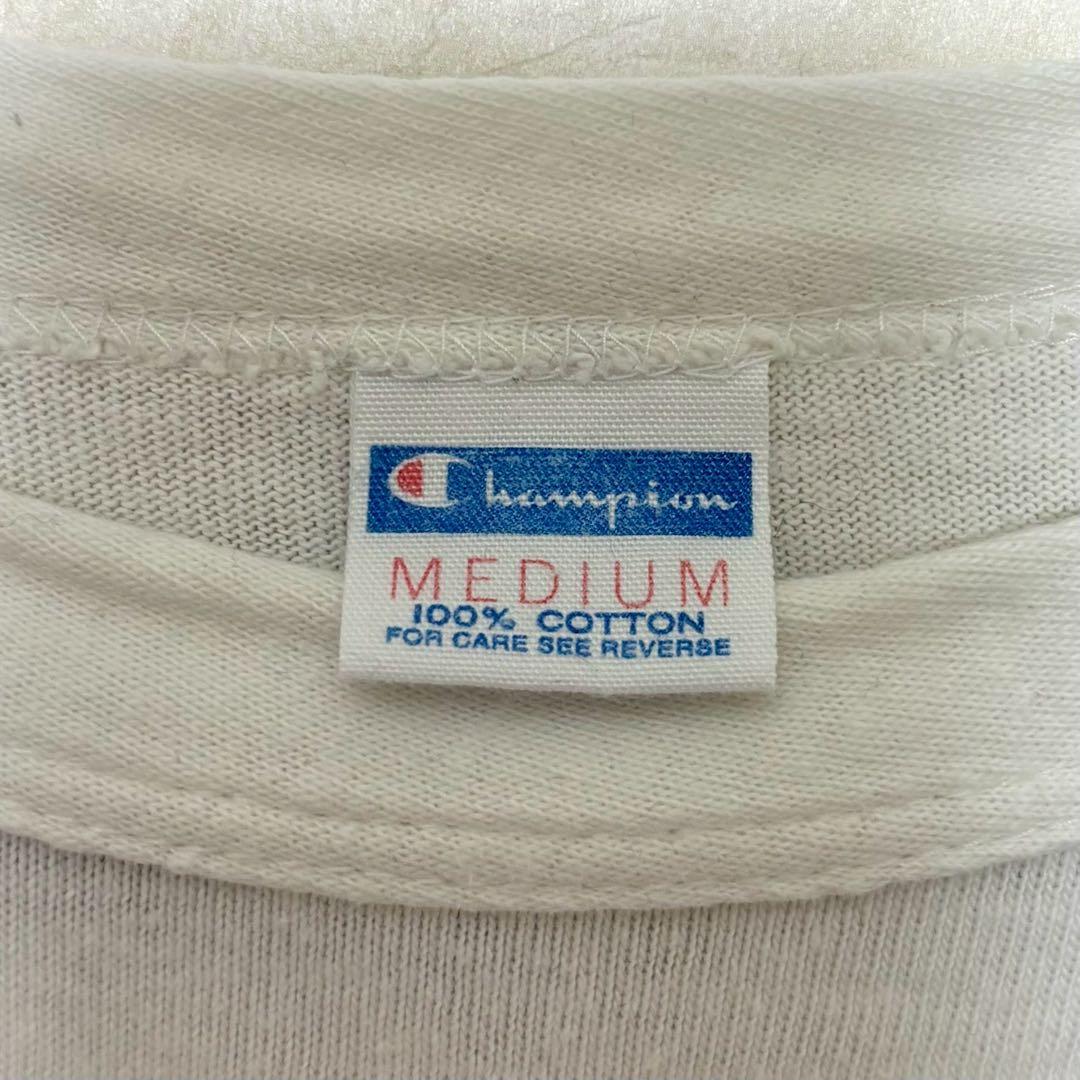 Champion
MEDIUM
100% COTTON
FOR CARE SEE REVERSE